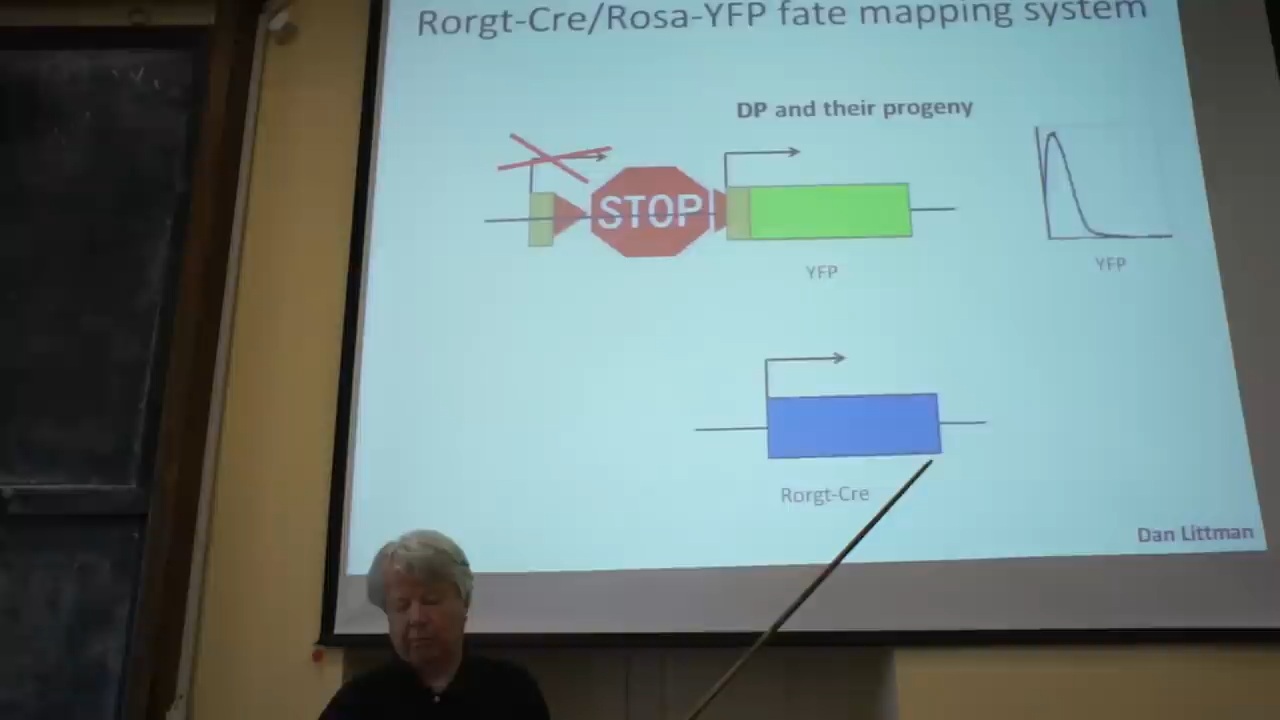 Rorgt-Cre/Rosa-YFP fate mapping system
DP and their progeny
STOP
YFP
YFP
Rorgt-Cre
Dan Littman